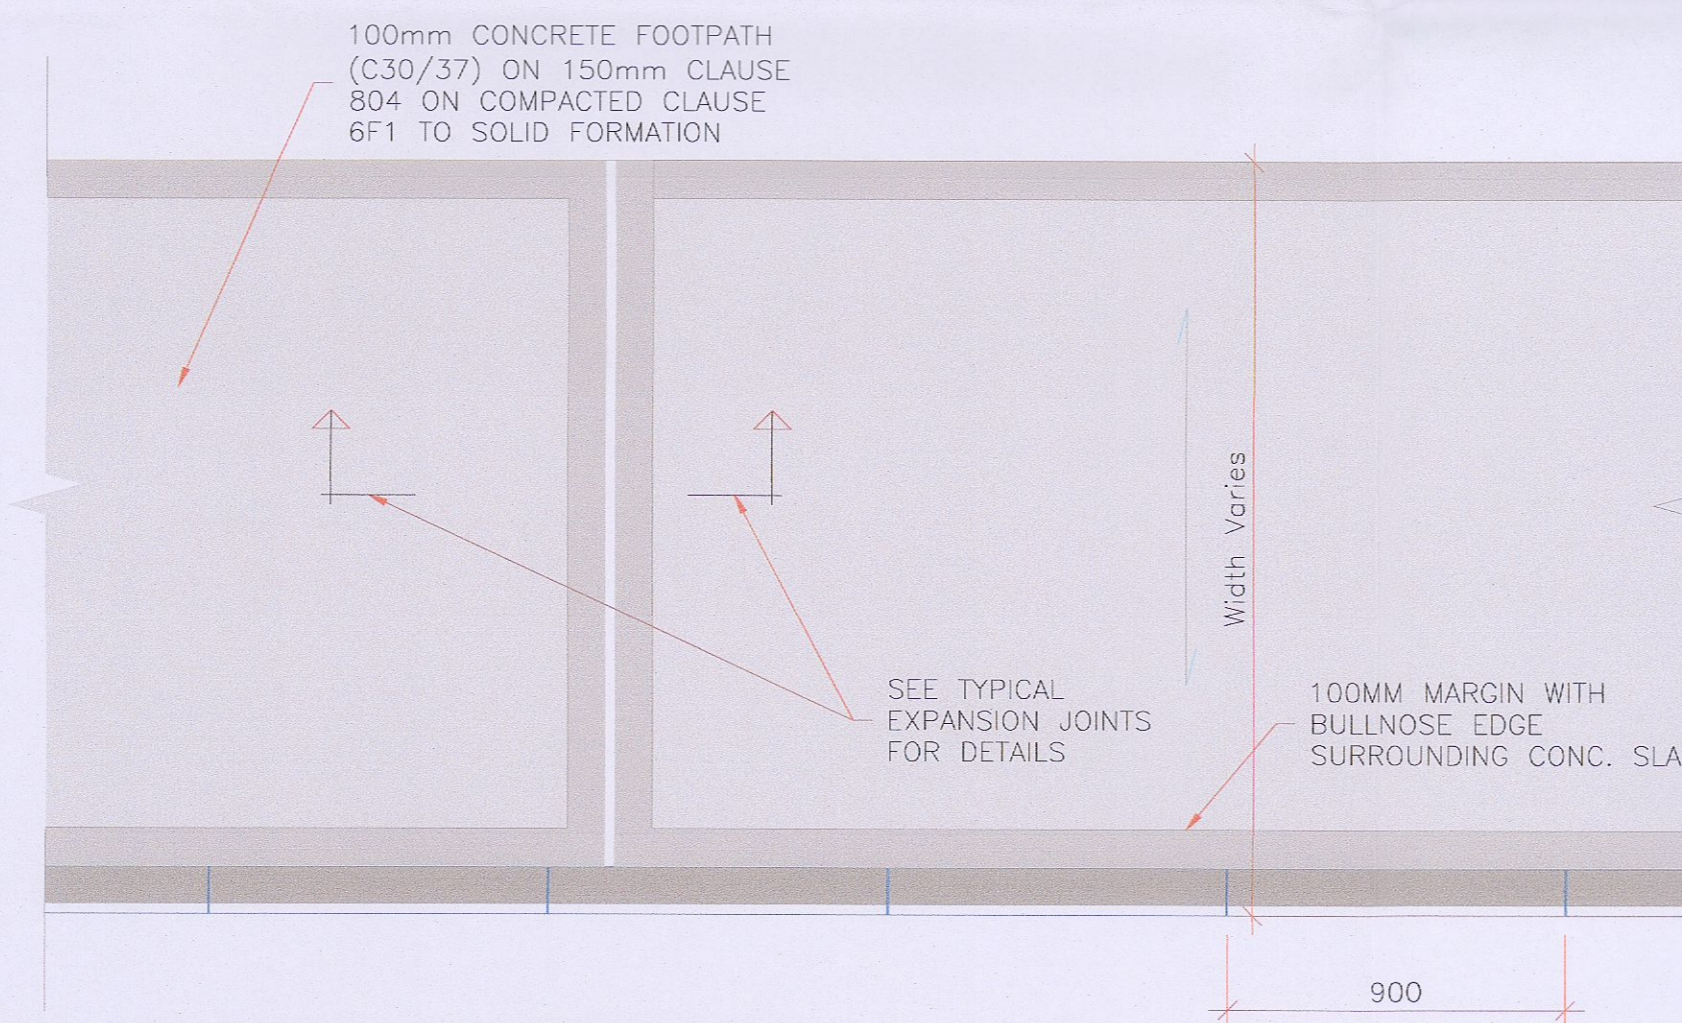 100mm CONCRETE FOOTPATH
(C30/37) ON 150mm CLAUSE
804 ON COMPACTED CLAUSE
6F1 TO SOLID FORMATION
Width Varies
SEE TYPICAL
EXPANSION JOINTS
FOR DETAILS
100MM MARGIN WITH
BULLNOSE EDGE
SURROUNDING CONC. SLA
900